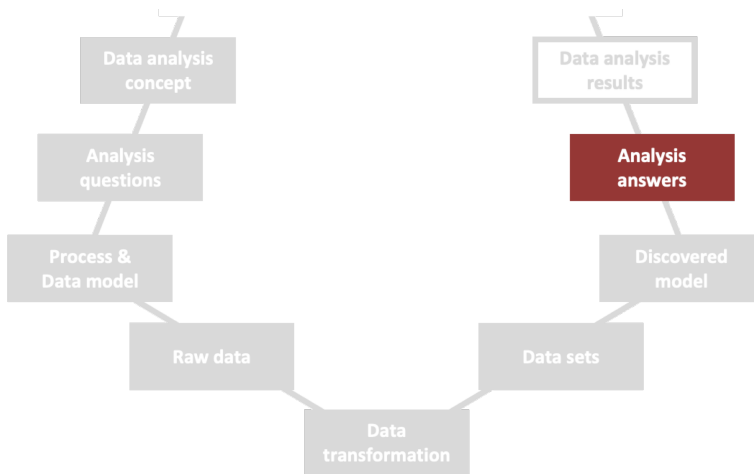 Data analysis
concept
Data analysis
results
Analysis
questions
Analysis
answers
Process &
Data model
Discovered
model
Raw data
Data sets
Data
transformation